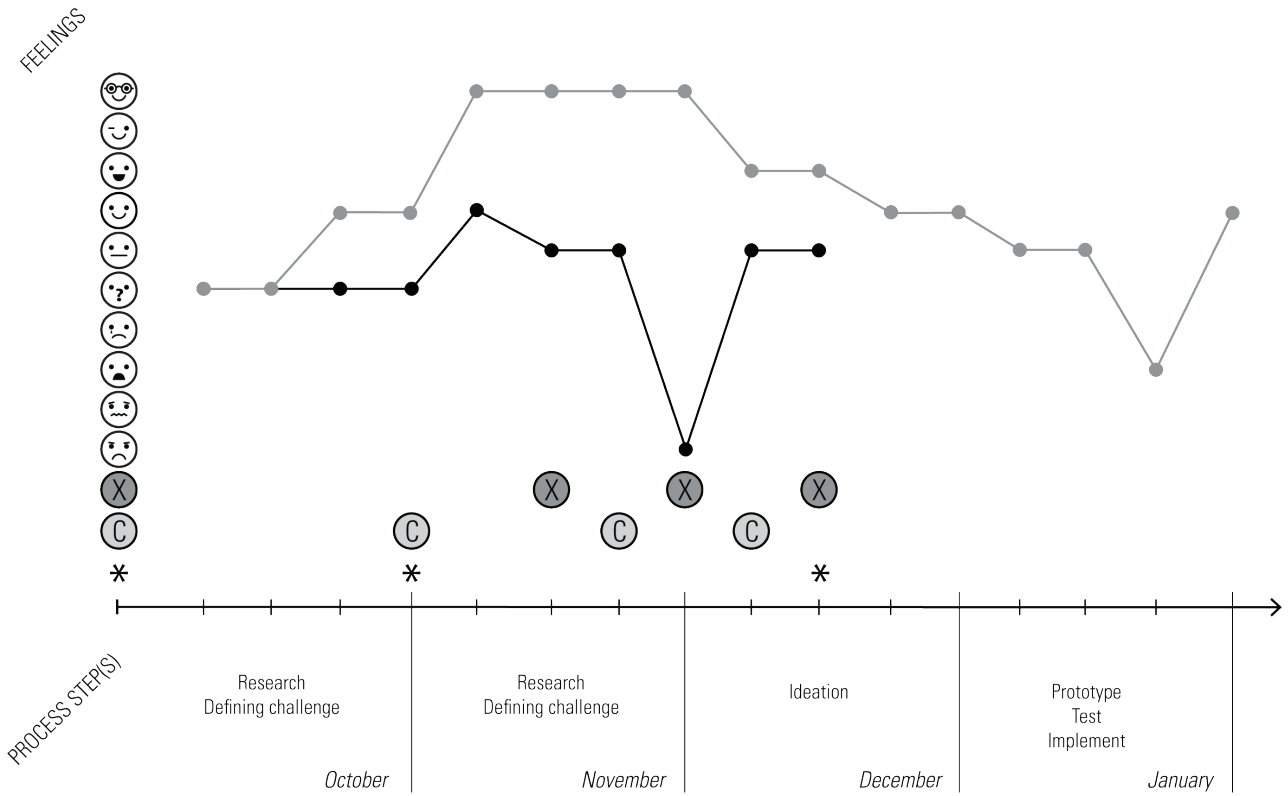 FEELINGS
?
X
X
X
X
C
C
C
C
*
*
*
PROCESS STEP(S)
Research
Defining challenge
October
Research
Defining challenge
November
Ideation
December
Prototype
Test
Implement
January